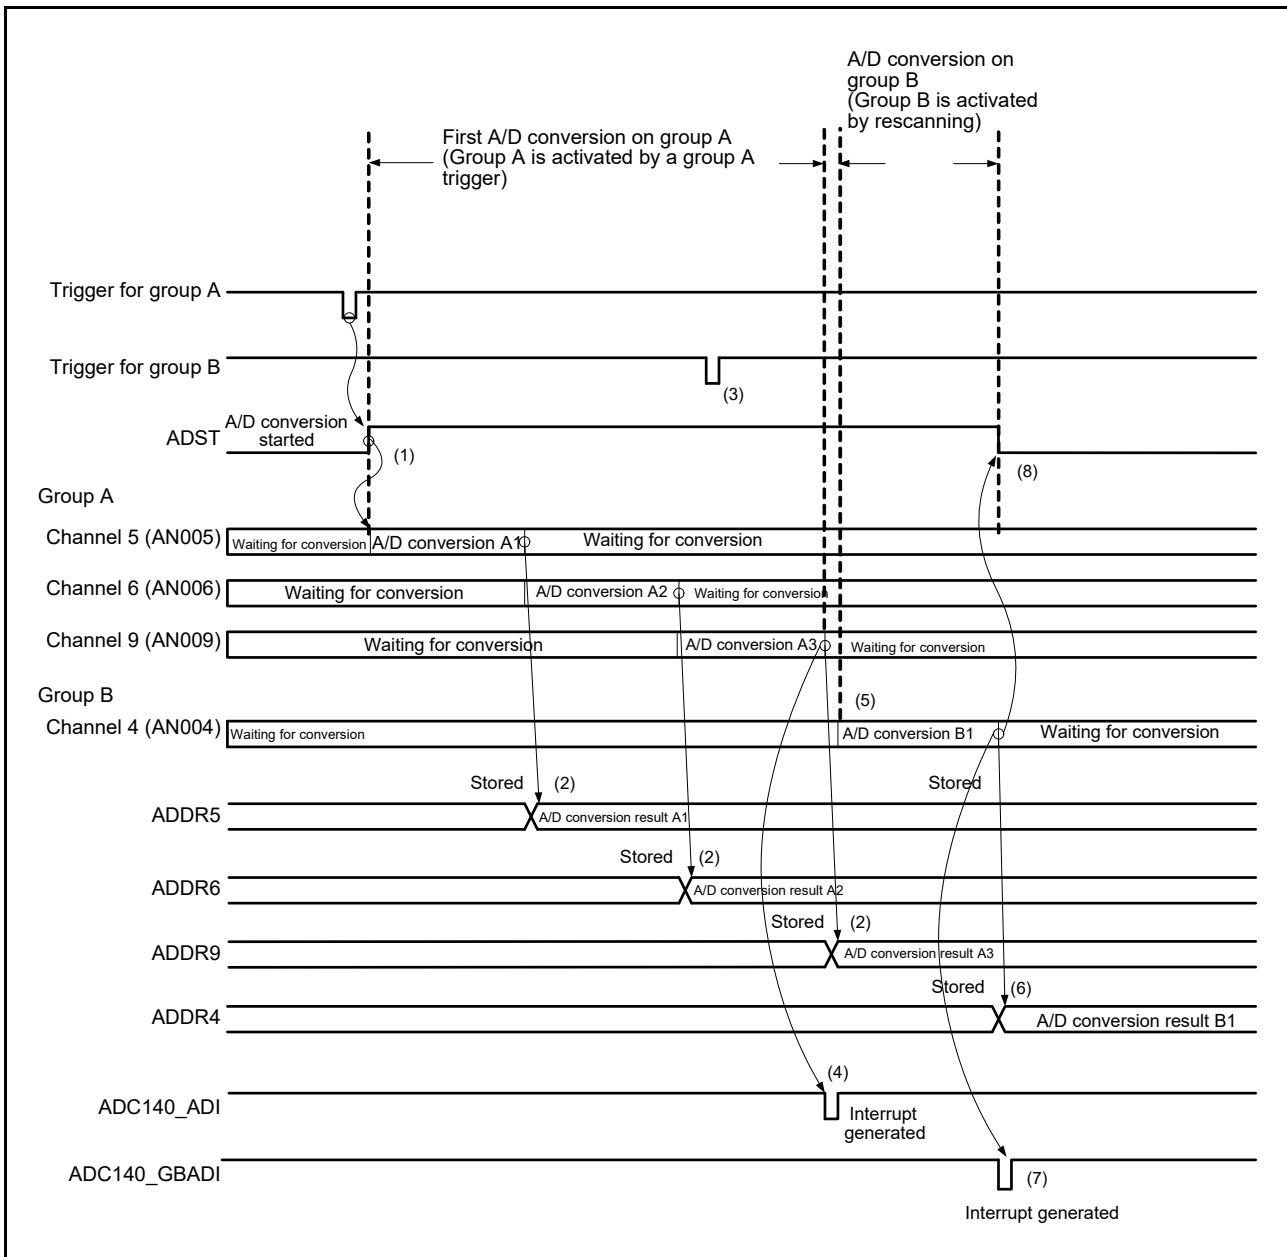 A/D conversion on
group B
(Group B is activated
by rescanning)
First A/D conversion on group A
(Group A is activated by a group A
trigger)
Trigger for group A
Trigger for group B
(3)
A/D conversion
started
ADST
(1)
(8)
Group A
Channel 5 (AN005)
Waiting for conversion
A/D conversion A1
Waiting for conversion
Channel 6 (AN006)
Waiting for conversion
A/D conversion A2
Waiting for conversion
Channel 9 (AN009)
Waiting for conversion
A/D conversion A3
Waiting for conversion
Group B
(5)
Channel 4 (AN004)
Waiting for conversion
A/D conversion B1
Waiting for conversion
Stored
(2)
Stored
ADDR5
A/D conversion result A1
Stored
(2)
ADDR6
A/D conversion result A2
Stored
(2)
ADDR9
A/D conversion result A3
Stored
(6)
ADDR4
A/D conversion result B1
(4)
ADC140_ADI
Interrupt
generated
ADC140_GBADI
(7)
Interrupt generated